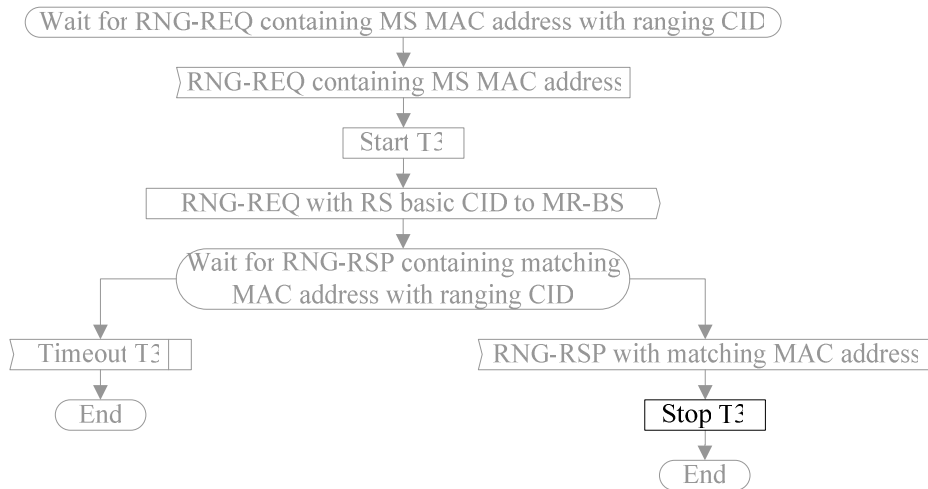 Wait for RNG-REQ containing MS MAC address with ranging CID
RNG-REQ containing MS MAC address
Start T3
RNG-REQ with RS basic CID to MR-BS
Wait for RNG-RSP containing matching
MAC address with ranging CID
Timeout T3
RNG-RSP with matching MAC address
End
Stop T3
End